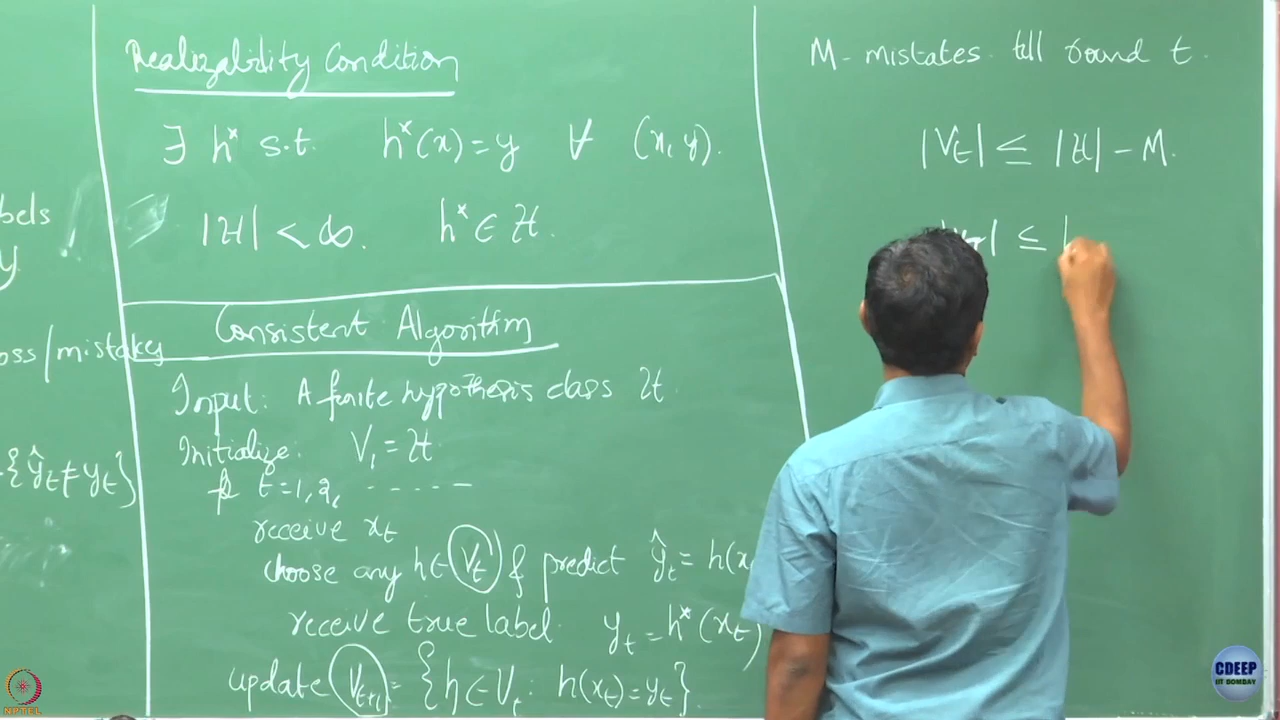 bels
y
oss/mistakes
{ŷt≠yt}
Realizability Condition
∃ h* s.t. h*(x)=y ∀ (x, y).
|H| < ∞. h* ∈ H.
Consistent Algorithm
Input: A finite hypothesis class H.
Initialize: V₁ = H
for t=1, 2, - - - - -
receive xt
choose any h∈ Vt & predict ŷt = h(x
receive true label. yt = h*(xt)
update Vt+1 = {h ∈ Vt : h(xt) = yt}.
M - mistakes till round t.
|Vt| ≤ |H| - M.
| ≤ |
NPTEL
CDEEP
IIT BOMBAY